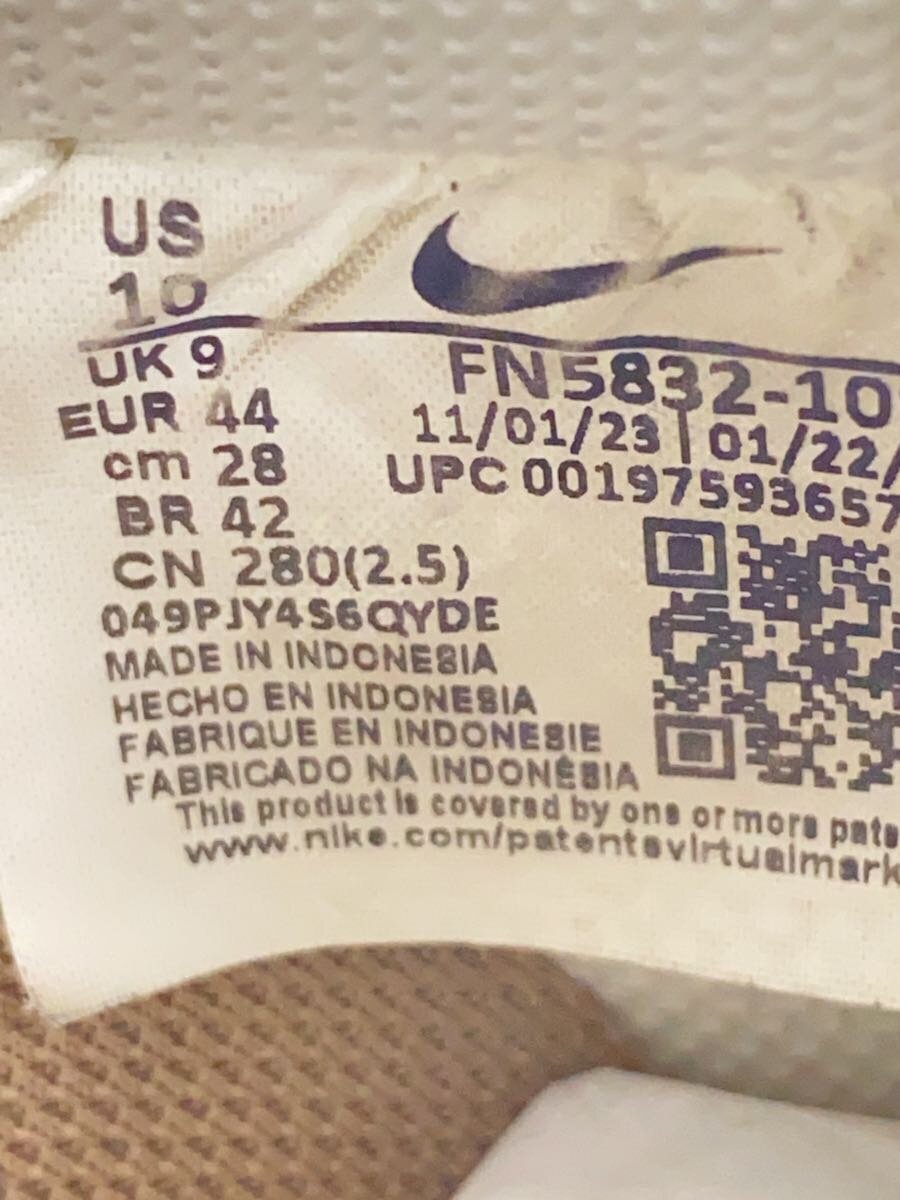 US
10
UK 9
EUR 44
cm 28
BR 42
CN 280(2.5)
049PJY4S6QYDE
MADE IN INDONESIA
HECHO EN INDONESIA
FABRIQUE EN INDONESIE
FABRICADO NA INDONÉSIA
This product is covered by one or more pate
www.nike.com/patentsvirtualmark
FN5832-10
11/01/23 | 01/22/
UPC 00197593657